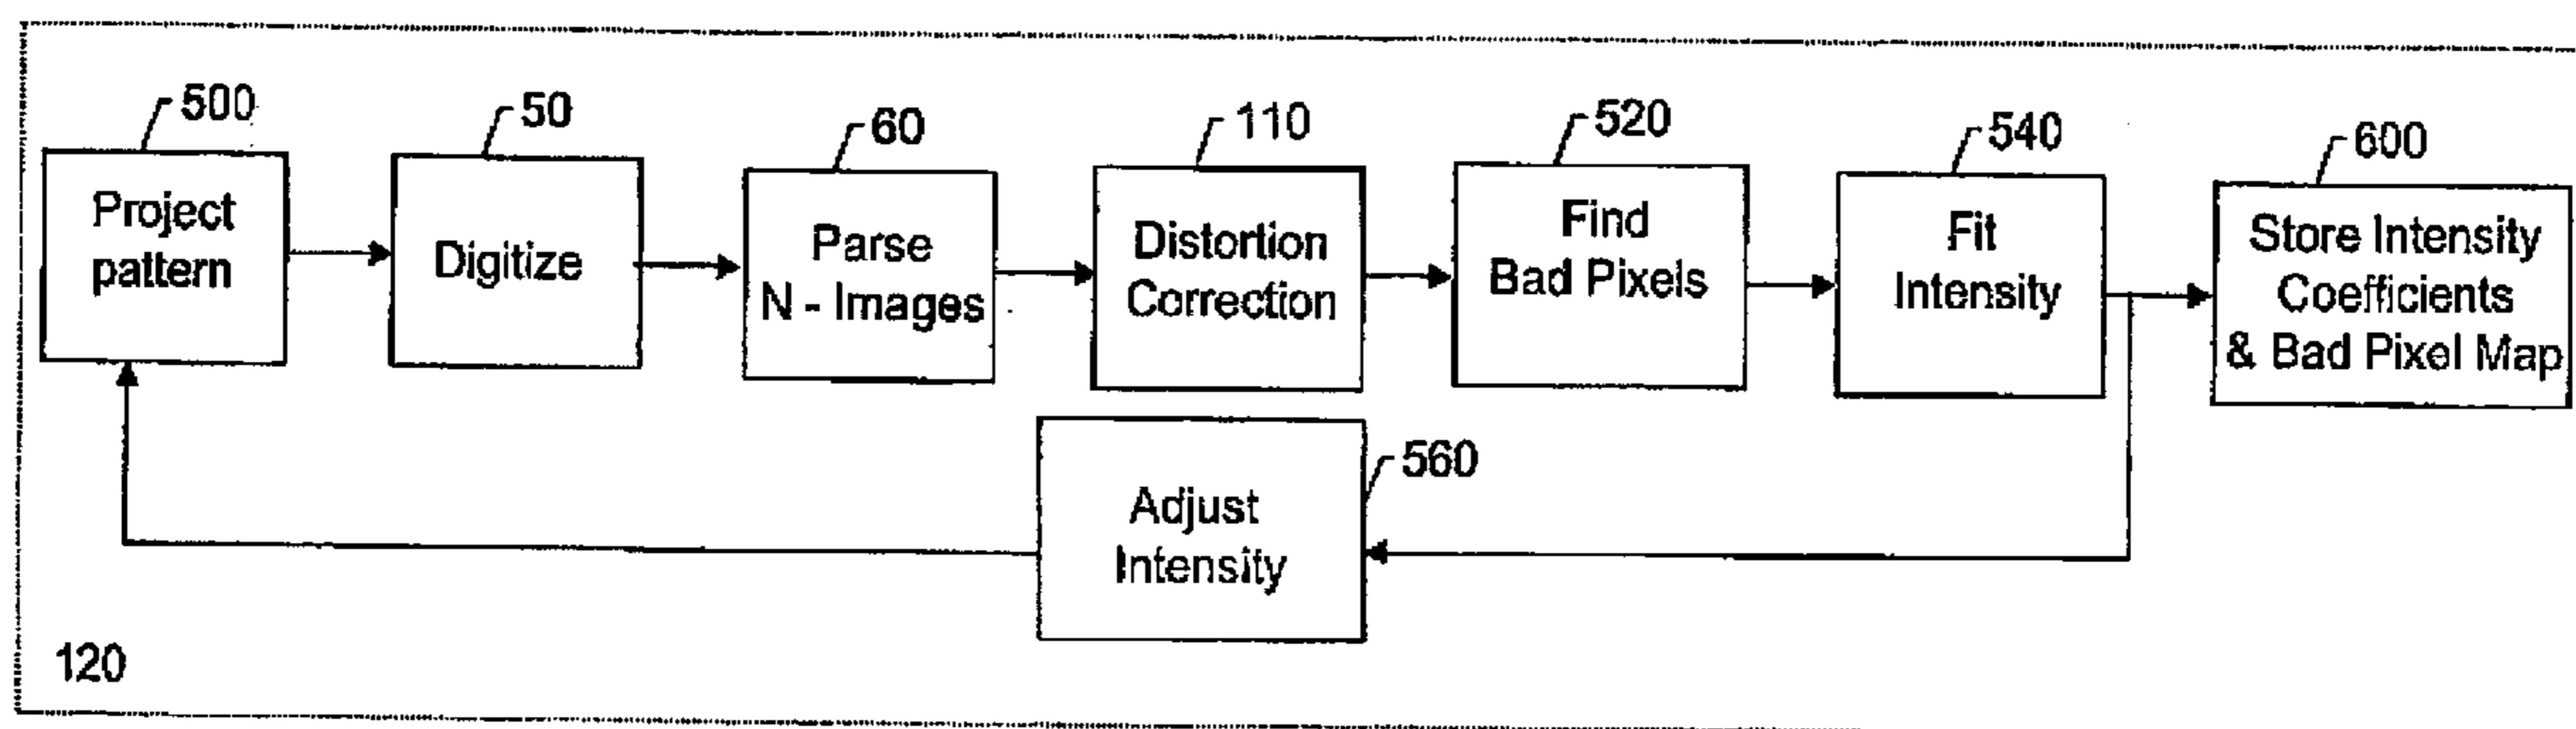 500
50
60
110
520
540
600
Project
pattern
Digitize
Parse
N - Images
Distortion
Correction
Find
Bad Pixels
Fit
Intensity
Store Intensity
Coefficients
& Bad Pixel Map
560
Adjust
Intensity
120